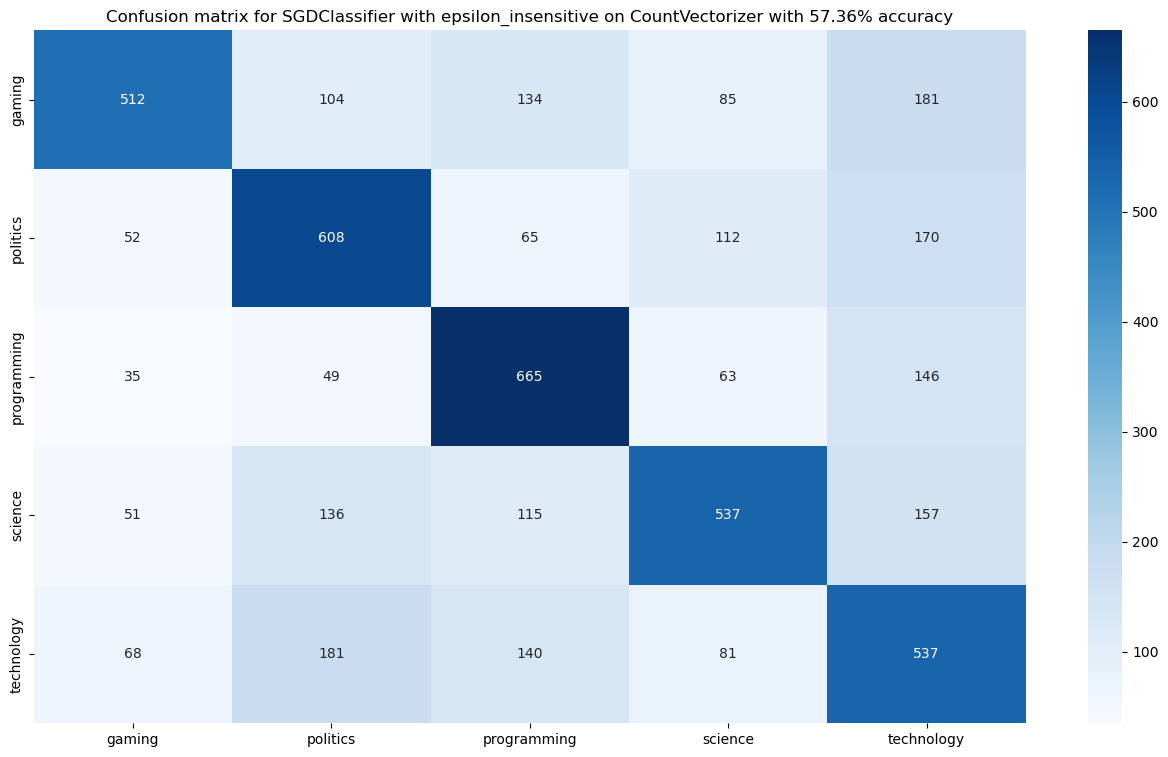 Confusion matrix for SGDClassifier with epsilon_insensitive on CountVectorizer with 57.36% accuracy
gaming 512 104 134 85 181
politics 52 608 65 112 170
programming 35 49 665 63 146
science 51 136 115 537 157
technology 68 181 140 81 537
gaming politics programming science technology
600
500
400
300
200
100